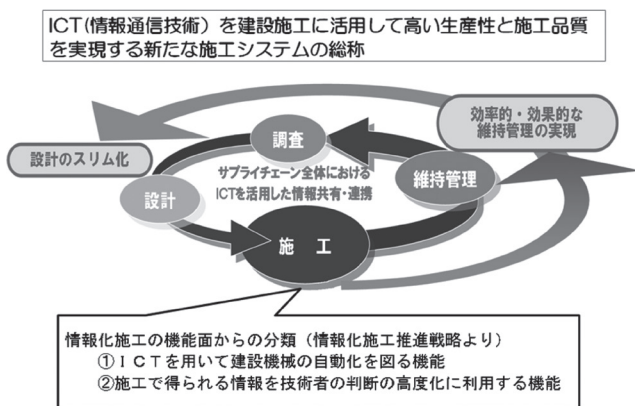 ICT(情報通信技術）を建設施工に活用して高い生産性と施工品質
を実現する新たな施工システムの総称
効率的・効果的な
維持管理の実現
調査
設計のスリム化
サプライチェーン全体における
ICTを活用した情報共有・連携
維持管理
設計
施　工
情報化施工の機能面からの分類（情報化施工推進戦略より）
①ＩＣＴを用いて建設機械の自動化を図る機能
②施工で得られる情報を技術者の判断の高度化に利用する機能